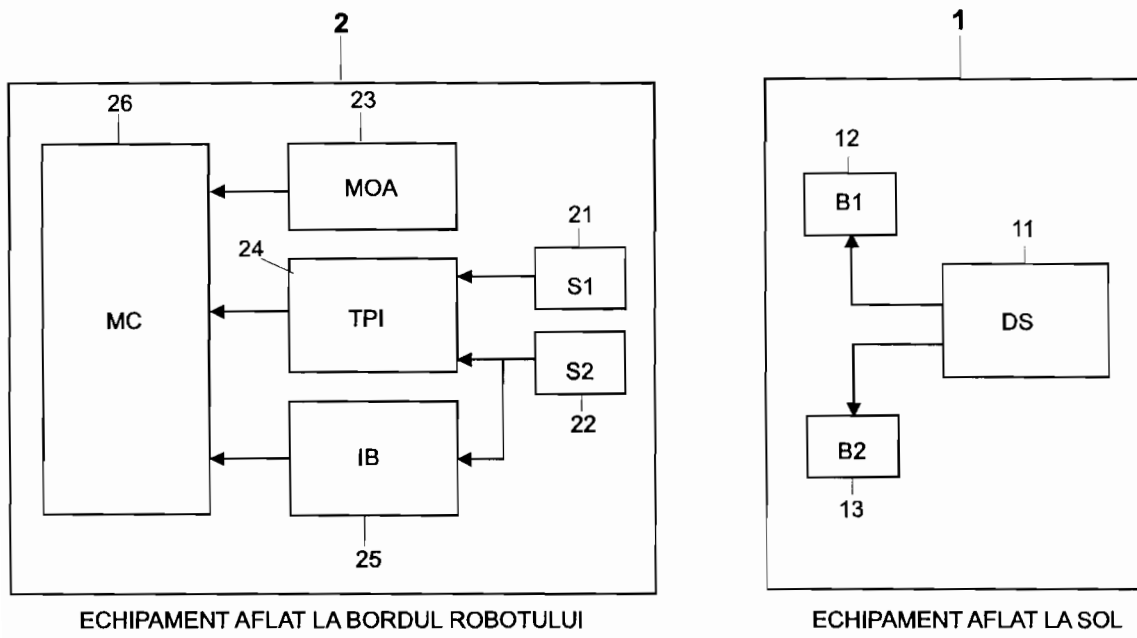 2
1
26
23
MOA
12
B1
21
S1
24
11
MC
TPI
DS
S2
22
IB
B2
25
13
ECHIPAMENT AFLAT LA BORDUL ROBOTULUI
ECHIPAMENT AFLAT LA SOL